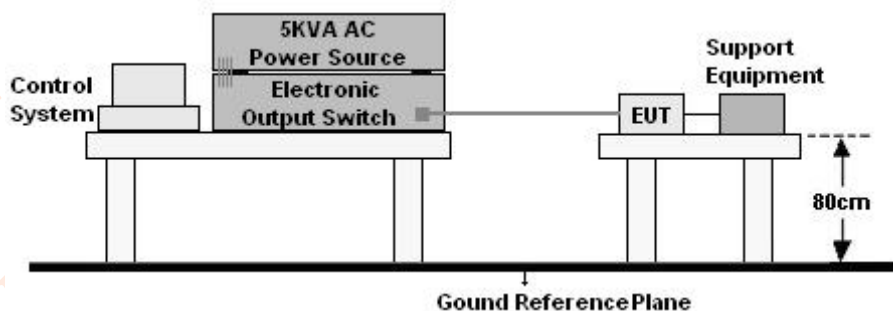 5KVA AC
Power Source
Electronic
Output Switch
Control
System
EUT
Support
Equipment
80cm
Gound Reference Plane